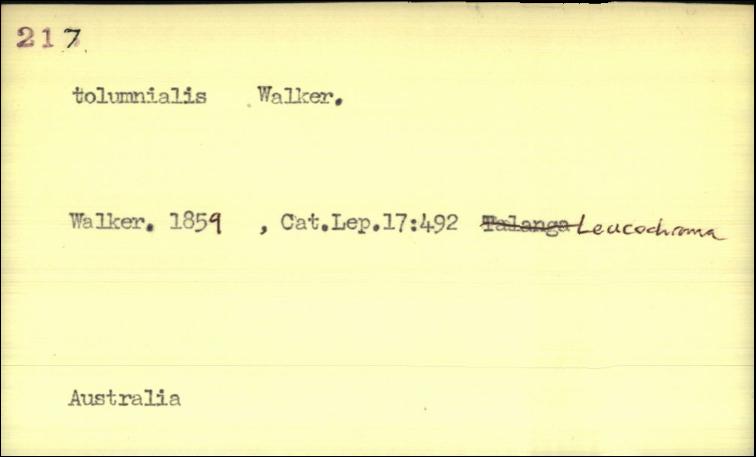 217
tolumnialis Walker.
Walker. 1859 , Cat.Lep.17:492 Talanga Leucochroma
Australia